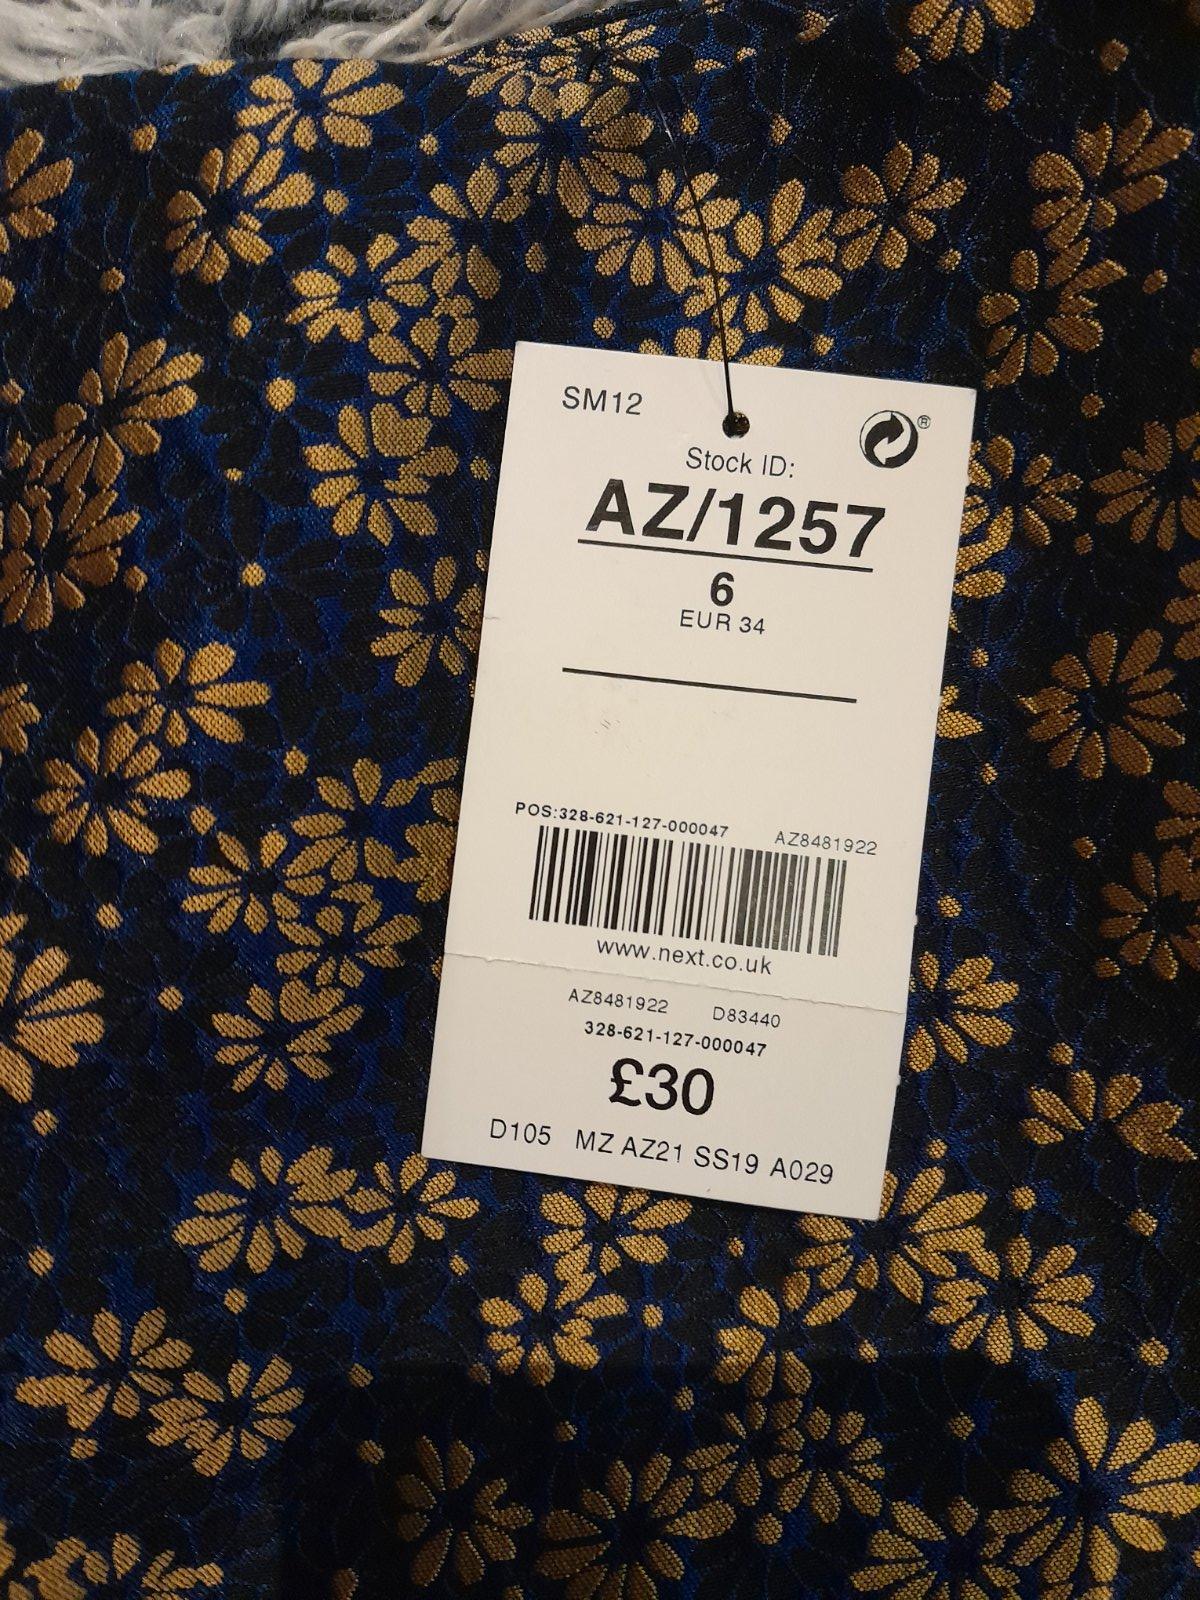 SM12
®
Stock ID:
AZ/1257
6
EUR 34
POS:328-621-127-000047 AZ8481922
www.next.co.uk
AZ8481922 D83440
328-621-127-000047
£30
D105 MZ AZ21 SS19 A029